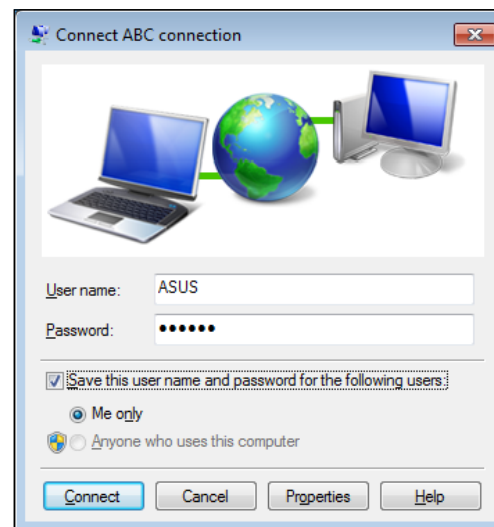 Connect ABC connection
User name: ASUS
Password: ●●●●●●
Save this user name and password for the following users:
Me only
Anyone who uses this computer
Connect Cancel Properties Help